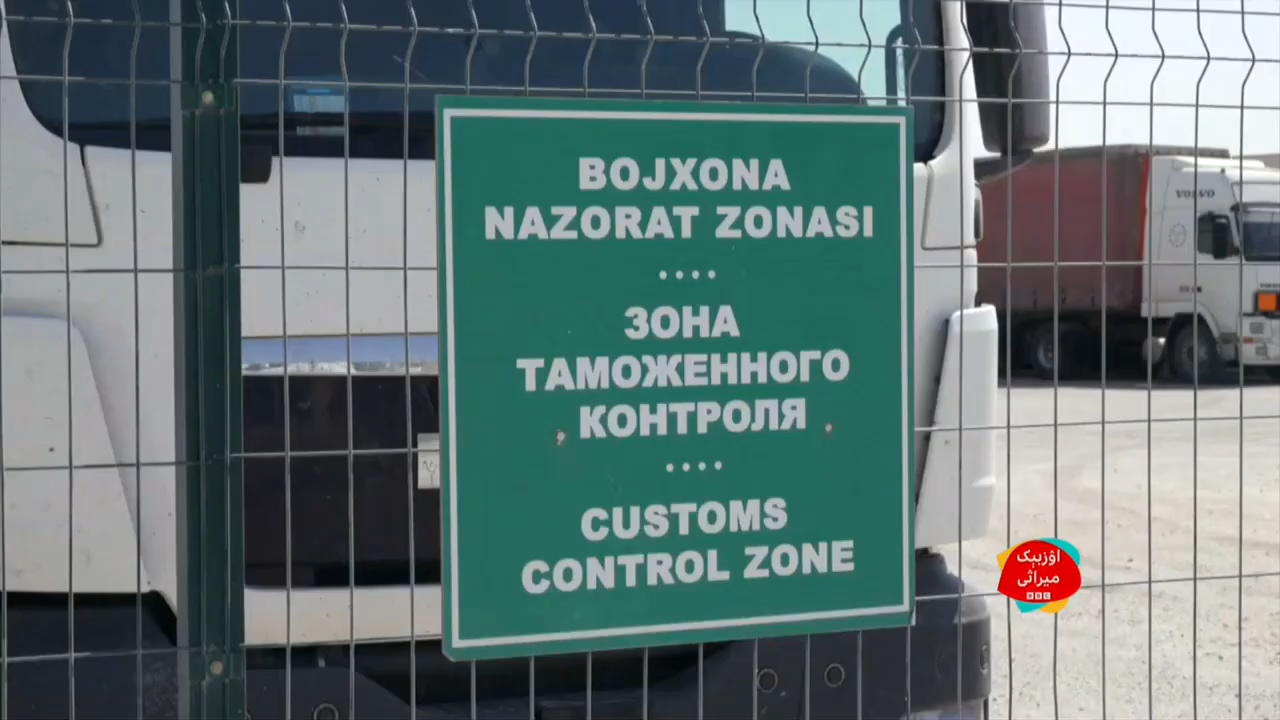 BOJXONA
NAZORAT ZONASI
ЗОНА
ТАМОЖЕННОГО
КОНТРОЛЯ
CUSTOMS
CONTROL ZONE
VOLVO
اۉزبېک
میراثی
BBC